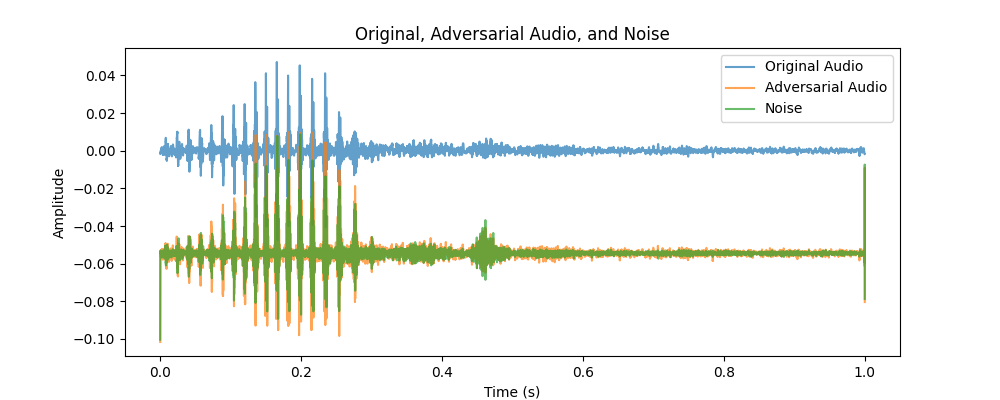 Original, Adversarial Audio, and Noise
Original Audio
Adversarial Audio
Noise
Amplitude
0.04
0.02
0.00
−0.02
−0.04
−0.06
−0.08
−0.10
0.0 0.2 0.4 0.6 0.8 1.0
Time (s)